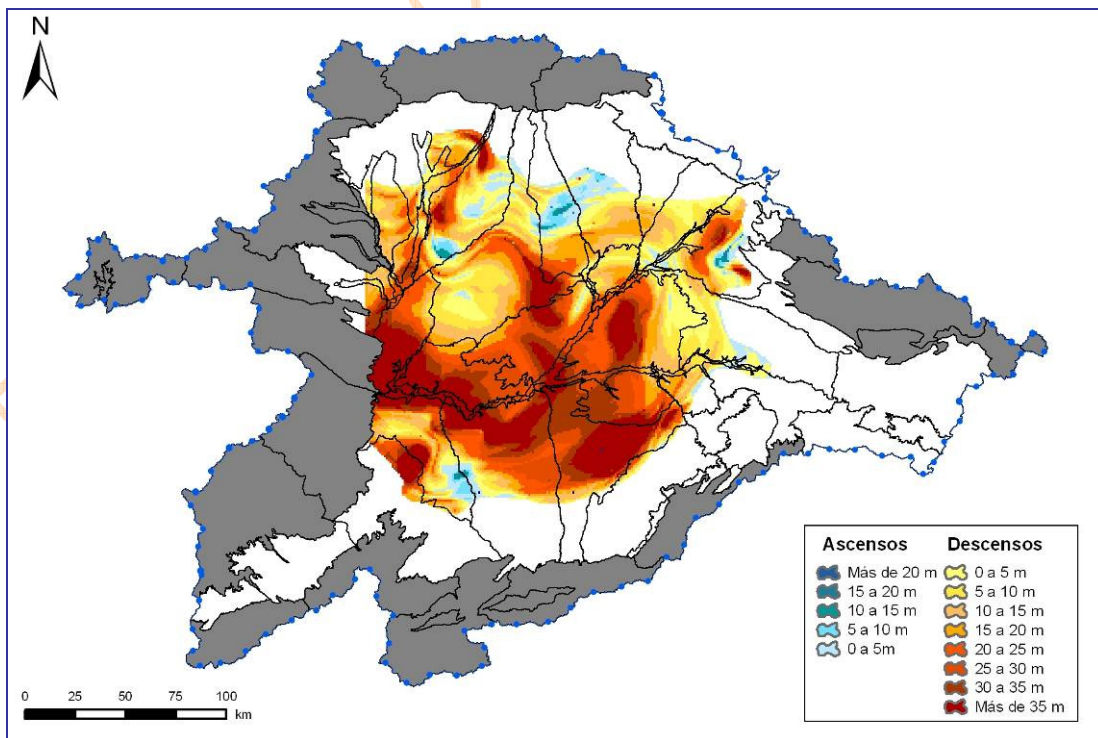 N
Ascensos
Más de 20 m
15 a 20 m
10 a 15 m
5 a 10 m
0 a 5m
Descensos
0 a 5 m
5 a 10 m
10 a 15 m
15 a 20 m
20 a 25 m
25 a 30 m
30 a 35 m
Más de 35 m
0 25 50 75 100
km